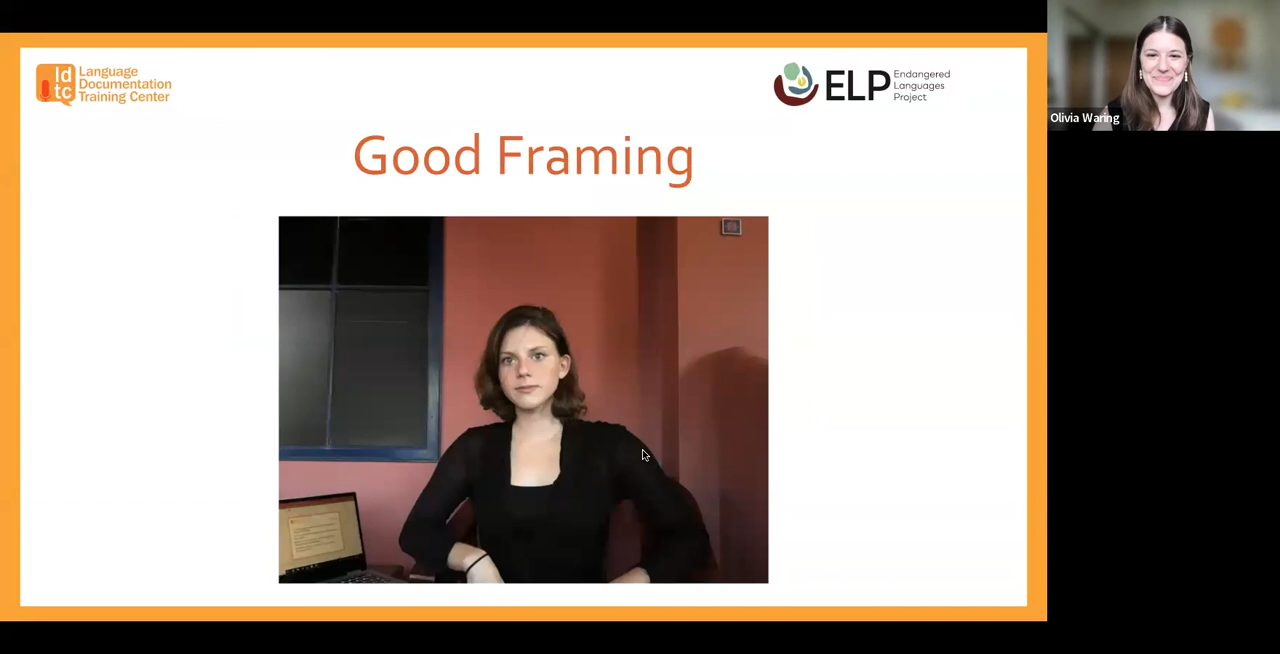 ld
tc
Language
Documentation
Training Center
ELP
Endangered
Languages
Project
Good Framing
Olivia Waring